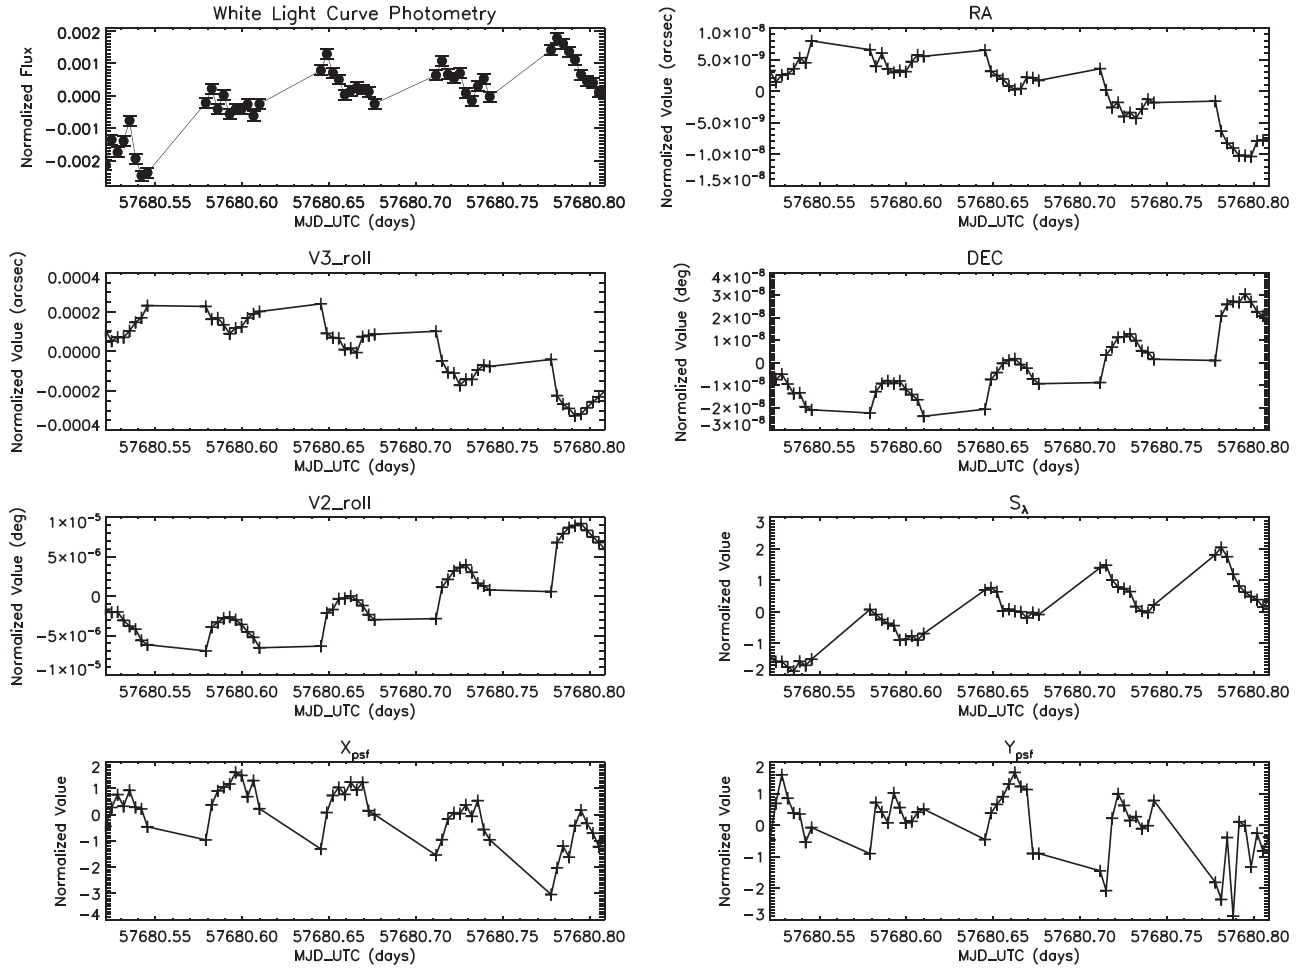 White Light Curve Photometry
Normalized Flux
0.002
0.001
0.000
−0.001
−0.002
57680.55 57680.60 57680.65 57680.70 57680.75 57680.80
MJD_UTC (days)
RA
Normalized Value (arcsec)
1.0×10⁻⁸
5.0×10⁻⁹
0
−5.0×10⁻⁹
−1.0×10⁻⁸
−1.5×10⁻⁸
57680.55 57680.60 57680.65 57680.70 57680.75 57680.80
MJD_UTC (days)
V3_roll
Normalized Value (arcsec)
0.0004
0.0002
0.0000
−0.0002
−0.0004
57680.55 57680.60 57680.65 57680.70 57680.75 57680.80
MJD_UTC (days)
DEC
Normalized Value (deg)
4×10⁻⁸
3×10⁻⁸
2×10⁻⁸
1×10⁻⁸
0
−1×10⁻⁸
−2×10⁻⁸
−3×10⁻⁸
57680.55 57680.60 57680.65 57680.70 57680.75 57680.80
MJD_UTC (days)
V2_roll
Normalized Value (deg)
1×10⁻⁵
5×10⁻⁶
0
−5×10⁻⁶
−1×10⁻⁵
57680.55 57680.60 57680.65 57680.70 57680.75 57680.80
MJD_UTC (days)
S_λ
Normalized Value
3
2
1
0
−1
−2
57680.55 57680.60 57680.65 57680.70 57680.75 57680.80
MJD_UTC (days)
X_psf
Normalized Value
2
1
0
−1
−2
−3
−4
57680.55 57680.60 57680.65 57680.70 57680.75 57680.80
MJD_UTC (days)
Y_psf
Normalized Value
2
1
0
−1
−2
−3
57680.55 57680.60 57680.65 57680.70 57680.75 57680.80
MJD_UTC (days)